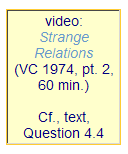 video:
Strange
Relations
(VC 1974, pt. 2,
60 min.)

Cf., text,
Question 4.4